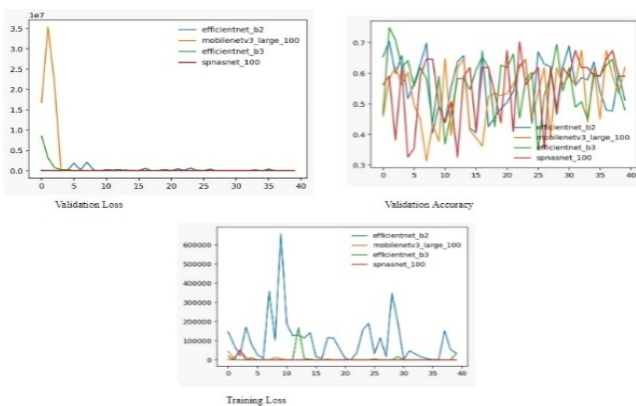 1e7
3.5
3.0
2.5
2.0
1.5
1.0
0.5
0.0
0 5 10 15 20 25 30 35 40
efficientnet_b2
mobilenetv3_large_100
efficientnet_b3
spnasnet_100
Validation Loss
0.7
0.6
0.5
0.4
0.3
0 5 10 15 20 25 30 35 40
efficientnet_b2
mobilenetv3_large_100
efficientnet_b3
spnasnet_100
Validation Accuracy
600000
500000
400000
300000
200000
100000
0
0 5 10 15 20 25 30 35 40
efficientnet_b2
mobilenetv3_large_100
efficientnet_b3
spnasnet_100
Training Loss